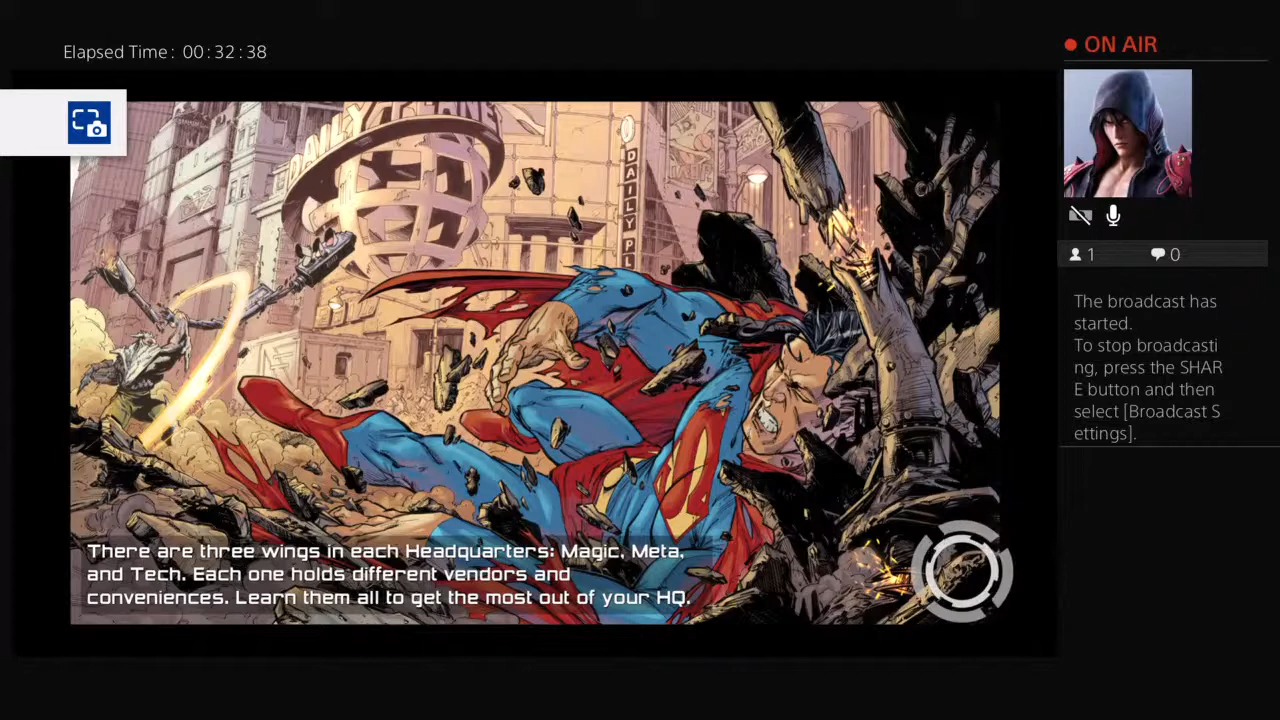 Elapsed Time: 00:32:38
ON AIR
DAILY PLANE
DAILY PL
1
0
The broadcast has
started.
To stop broadcasti
ng, press the SHAR
E button and then
select [Broadcast S
ettings].
There are three wings in each Headquarters: Magic, Meta,
and Tech. Each one holds different vendors and
conveniences. Learn them all to get the most out of your HQ.